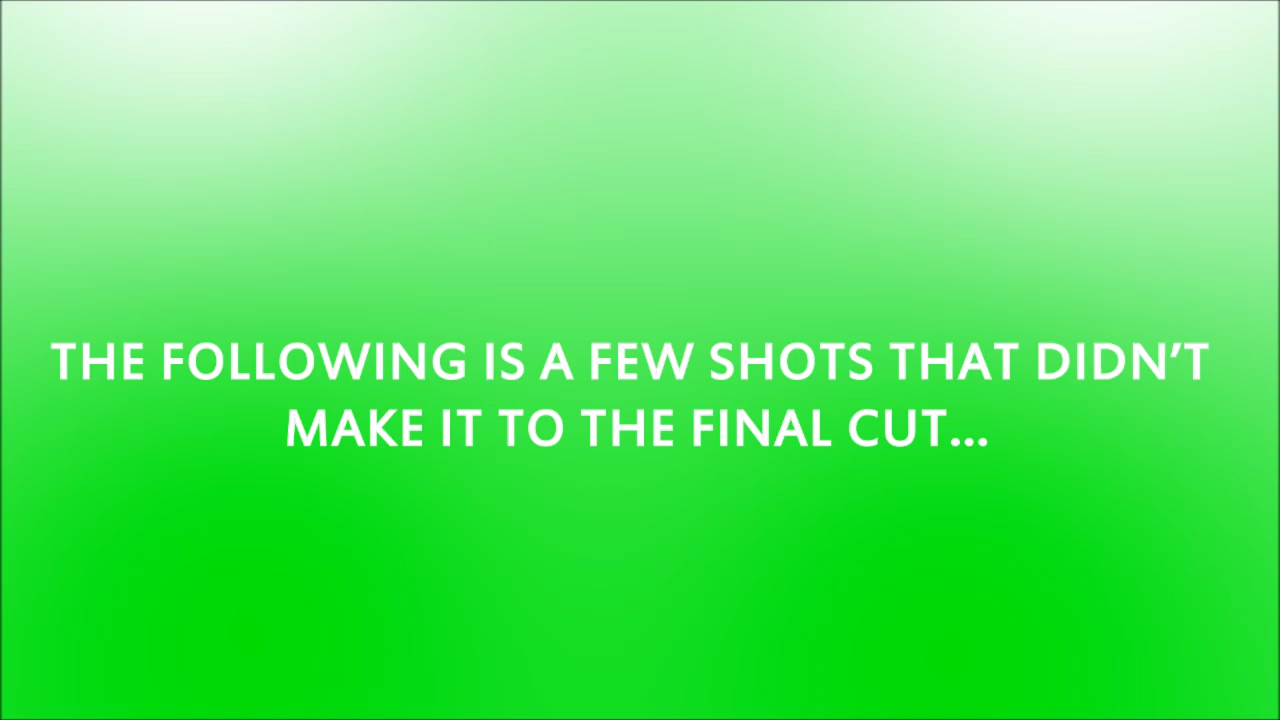 THE FOLLOWING IS A FEW SHOTS THAT DIDN’T
MAKE IT TO THE FINAL CUT...